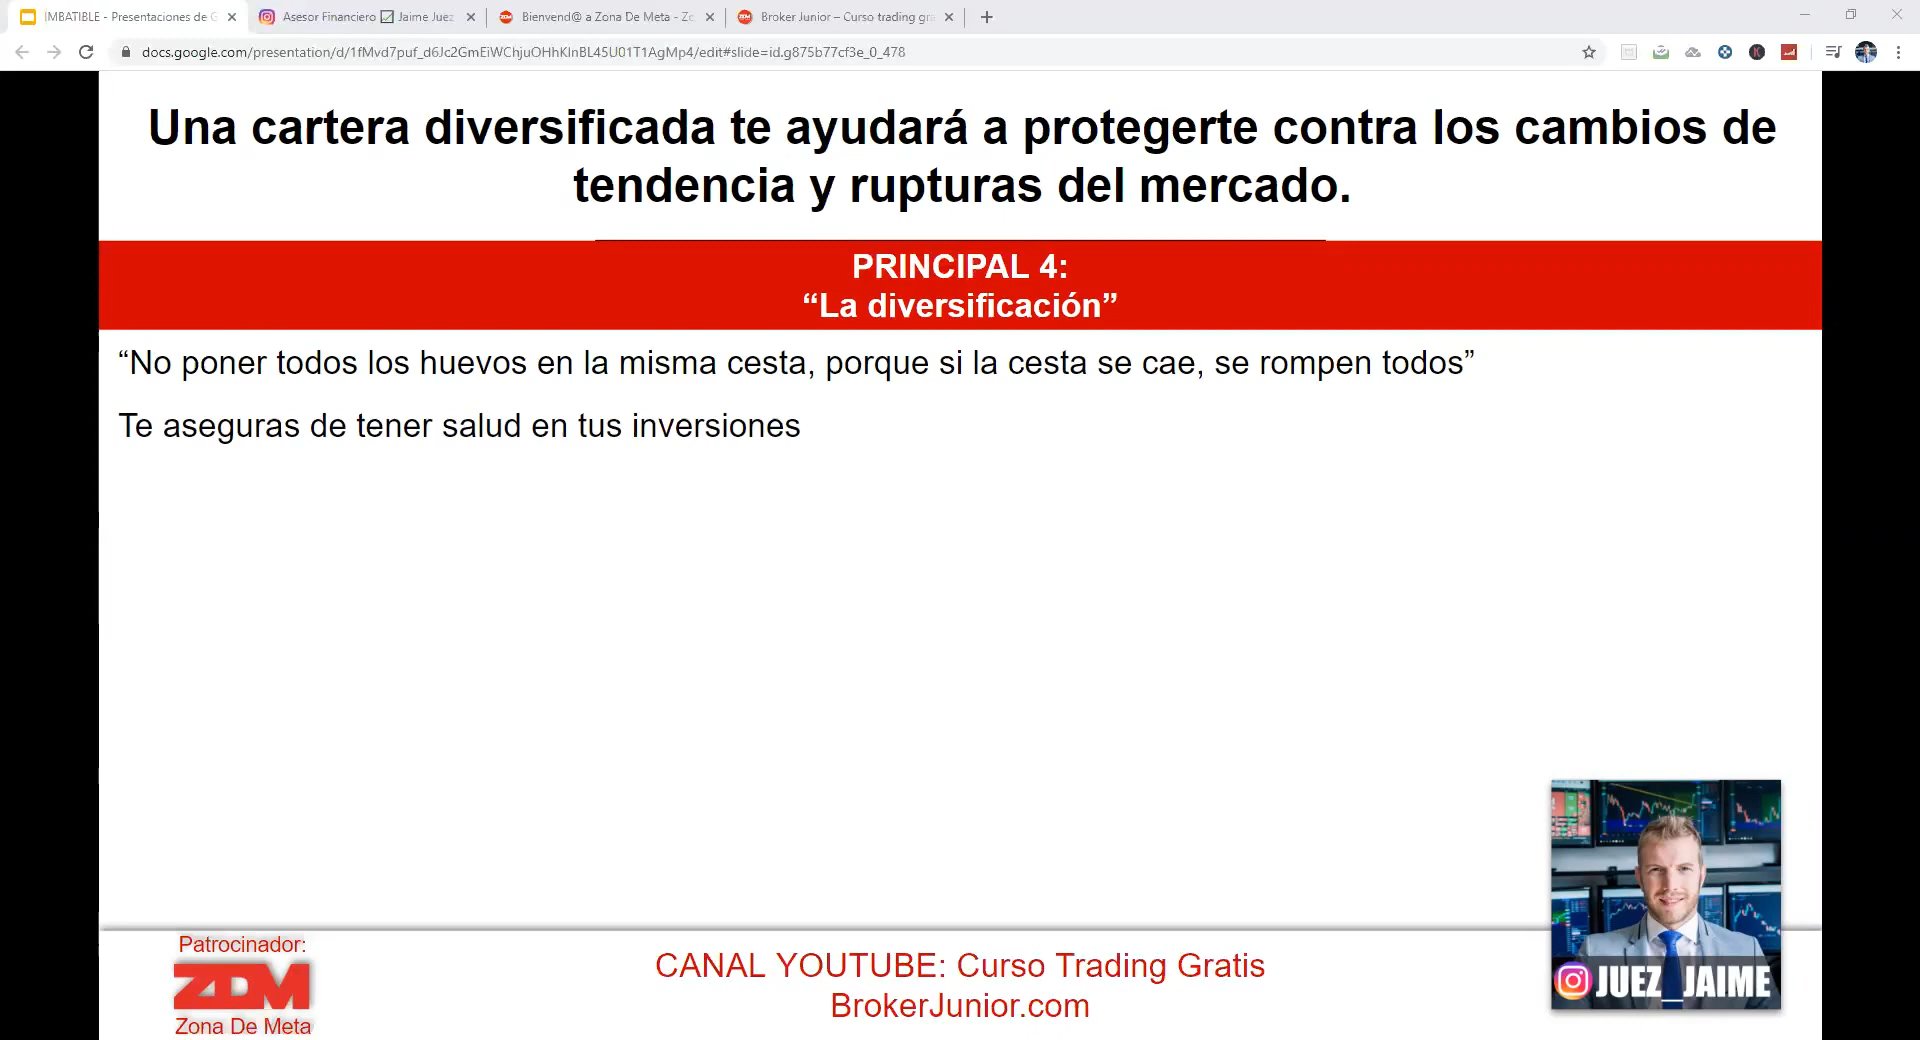 IMBATIBLE - Presentaciones de G
Asesor Financiero Jaime Juez
Bienvend@ a Zona De Meta - Zo
Broker Junior – Curso trading gra
docs.google.com/presentation/d/1fMvd7puf_d6Jc2GmEiWChjuOHhKlnBL45U01T1AgMp4/edit#slide=id.g875b77cf3e_0_478
Una cartera diversificada te ayudará a protegerte contra los cambios de
tendencia y rupturas del mercado.
PRINCIPAL 4:
“La diversificación”
“No poner todos los huevos en la misma cesta, porque si la cesta se cae, se rompen todos”
Te aseguras de tener salud en tus inversiones
Patrocinador:
ZDM
Zona De Meta
CANAL YOUTUBE: Curso Trading Gratis
BrokerJunior.com
JUEZ_JAIME